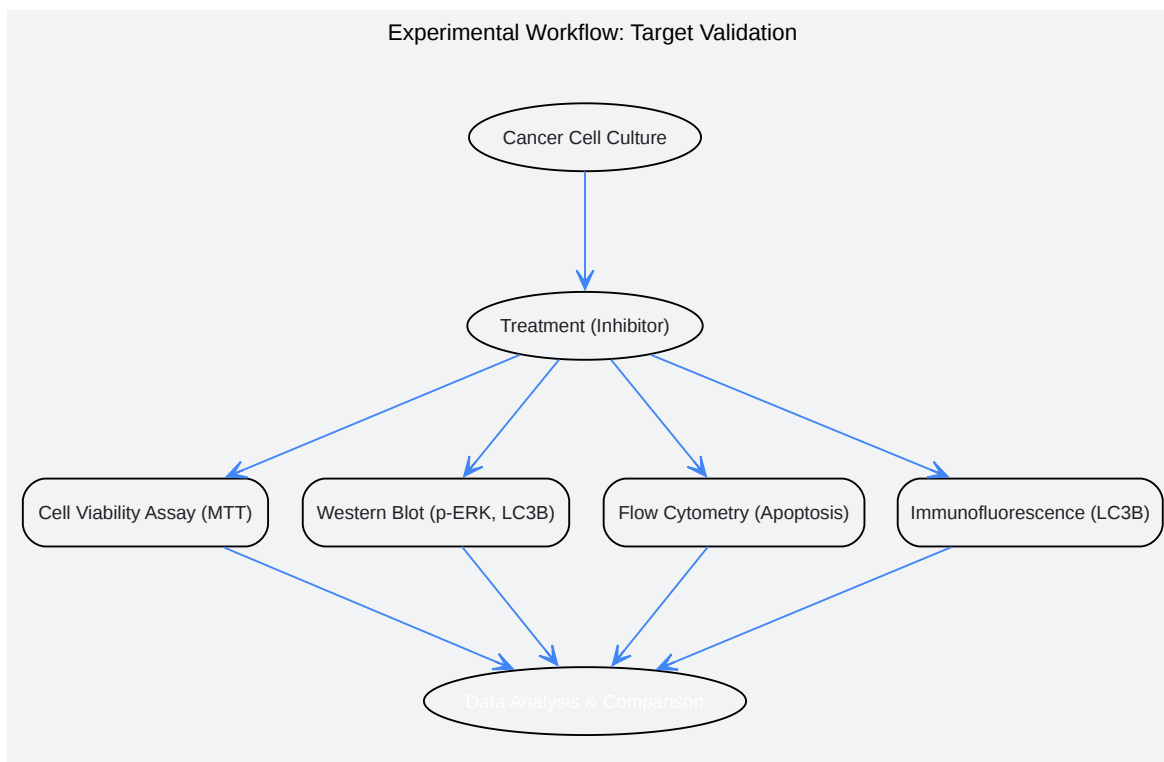 Experimental Workflow: Target Validation
Cancer Cell Culture
Treatment (Inhibitor)
Cell Viability Assay (MTT)
Western Blot (p-ERK, LC3B)
Flow Cytometry (Apoptosis)
Immunofluorescence (LC3B)
Data Analysis & Comparison